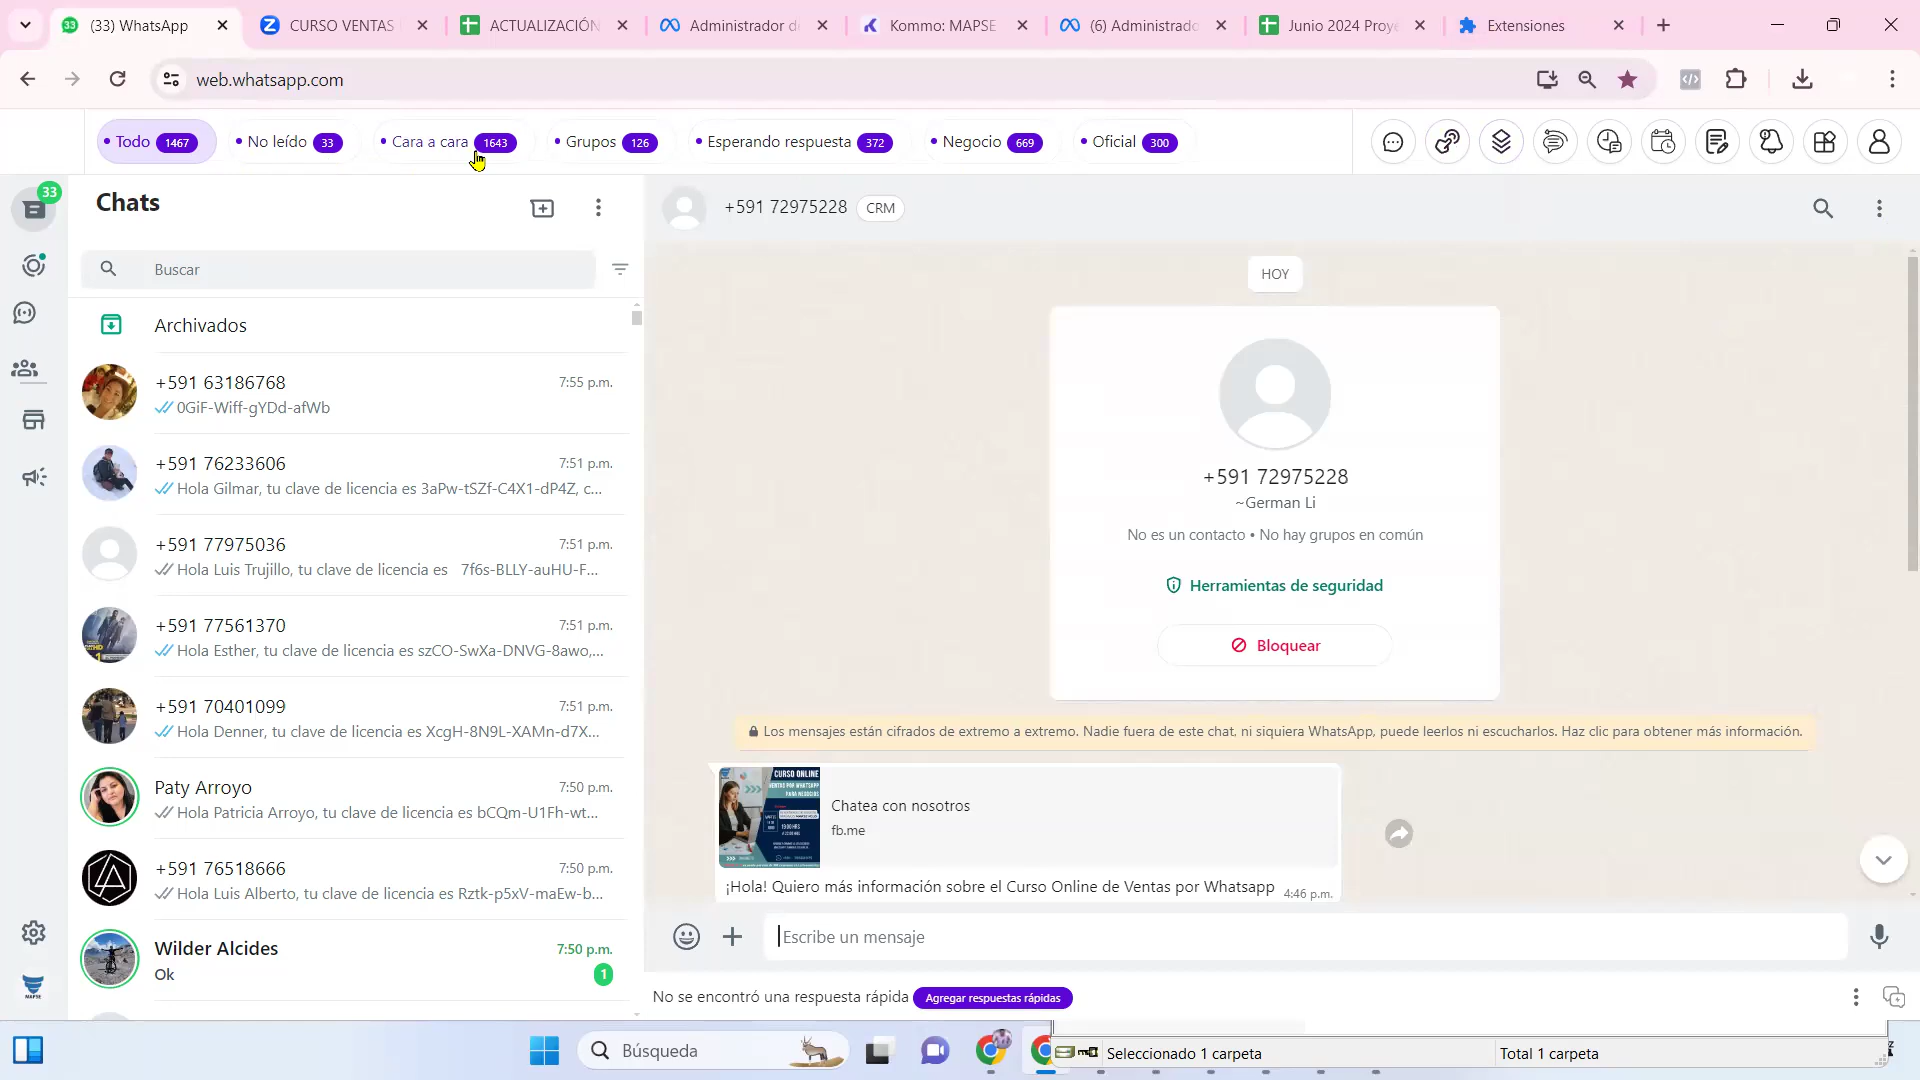 (33) WhatsApp
CURSO VENTAS
ACTUALIZACIÓN
Administrador de
Kommo: MAPSE
(6) Administrado
Junio 2024 Proye
Extensiones
web.whatsapp.com
Todo 1467
No leído 33
Cara a cara 1643
Grupos 126
Esperando respuesta 372
Negocio 669
Oficial 300
33
Chats
Buscar
Archivados
+591 63186768 7:55 p.m.
0GiF-Wiff-gYDd-afWb
+591 76233606 7:51 p.m.
Hola Gilmar, tu clave de licencia es 3aPw-tSZf-C4X1-dP4Z, c...
+591 77975036 7:51 p.m.
Hola Luis Trujillo, tu clave de licencia es 7f6s-BLLY-auHU-F...
+591 77561370 7:51 p.m.
Hola Esther, tu clave de licencia es szCO-SwXa-DNVG-8awo,...
+591 70401099 7:51 p.m.
Hola Denner, tu clave de licencia es XcgH-8N9L-XAMn-d7X...
Paty Arroyo 7:50 p.m.
Hola Patricia Arroyo, tu clave de licencia es bCQm-U1Fh-wt...
+591 76518666 7:50 p.m.
Hola Luis Alberto, tu clave de licencia es Rztk-p5xV-maEw-b...
Wilder Alcides 7:50 p.m.
Ok 1
MAPSE
+591 72975228 CRM
HOY
+591 72975228
~German Li
No es un contacto • No hay grupos en común
Herramientas de seguridad
Bloquear
Los mensajes están cifrados de extremo a extremo. Nadie fuera de este chat, ni siquiera WhatsApp, puede leerlos ni escucharlos. Haz clic para obtener más información.
CURSO ONLINE
VENTAS POR WHATSAPP
PARA NEGOCIOS
Chatea con nosotros
fb.me
¡Hola! Quiero más información sobre el Curso Online de Ventas por Whatsapp 4:46 p.m.
Escribe un mensaje
No se encontró una respuesta rápida Agregar respuestas rápidas
Búsqueda
Seleccionado 1 carpeta
Total 1 carpeta